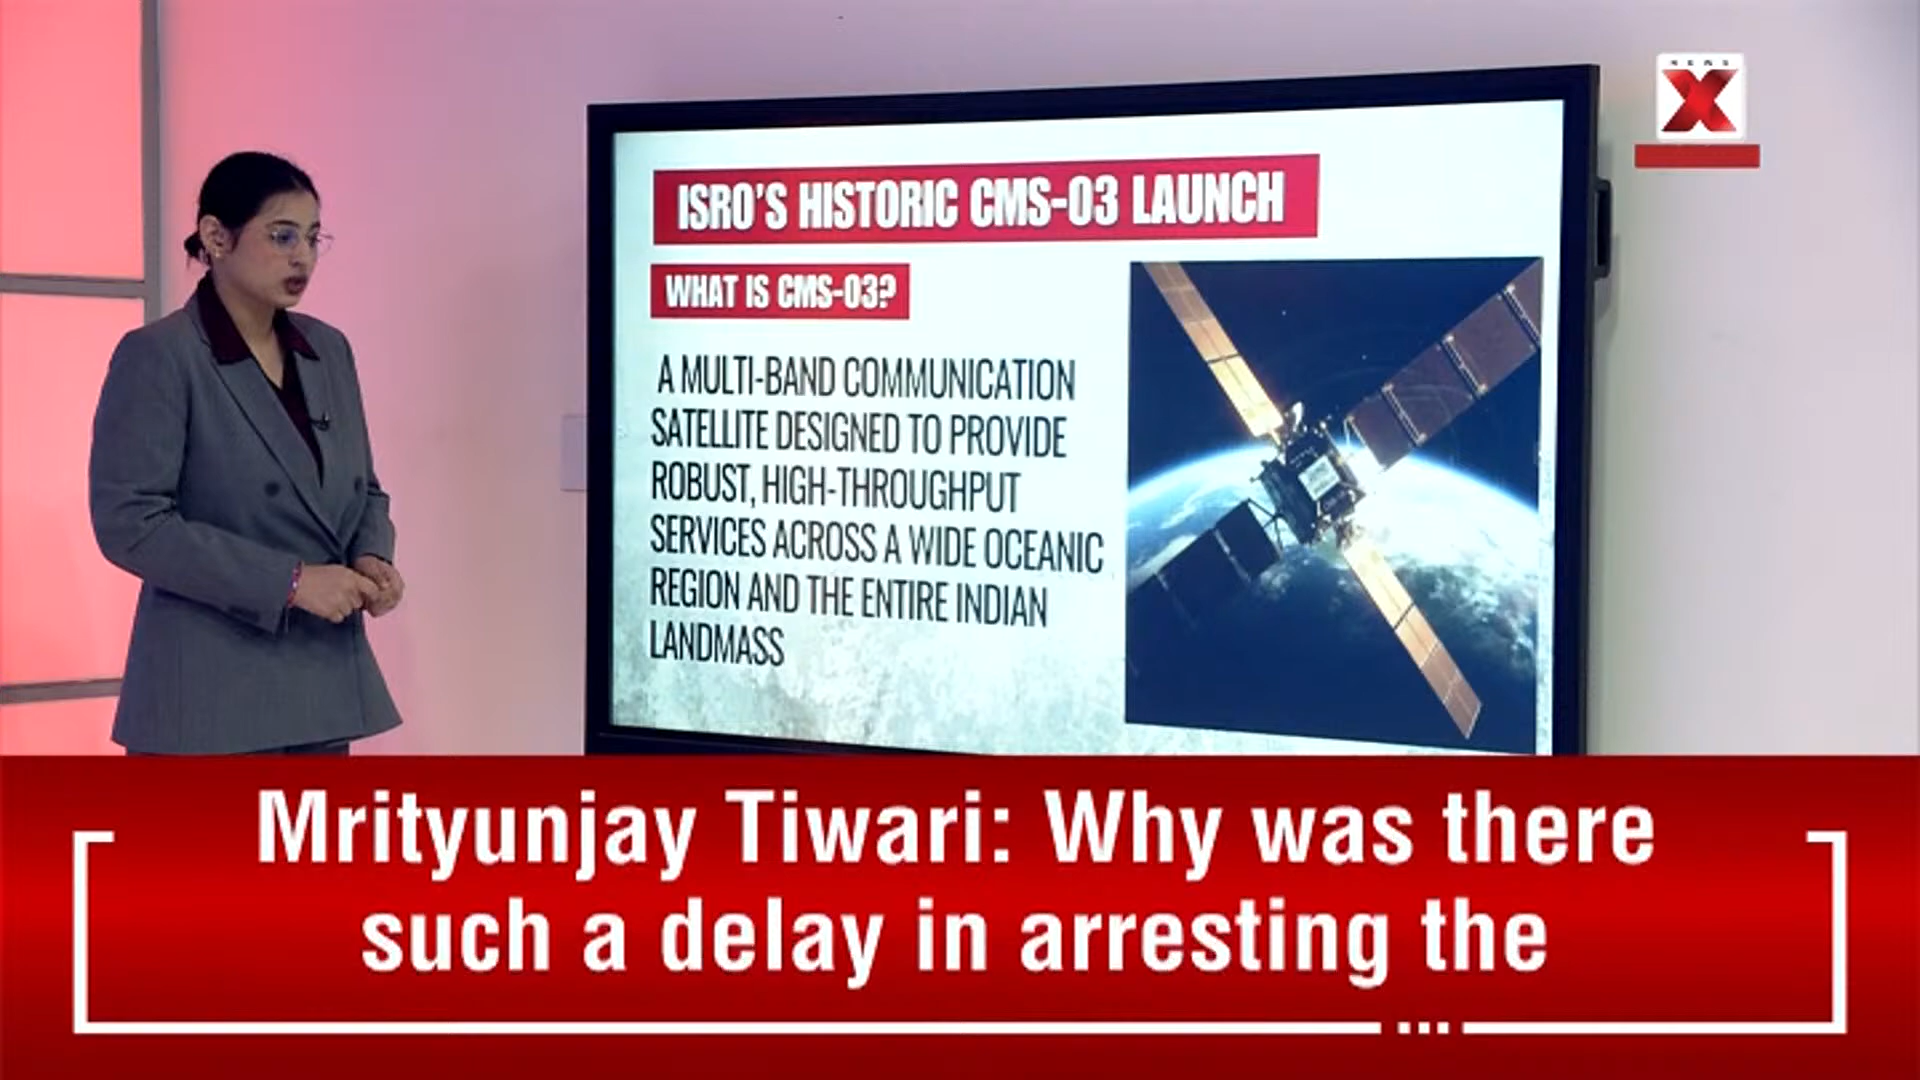 NEWS
X
ISRO'S HISTORIC CMS-03 LAUNCH
WHAT IS CMS-03?
A MULTI-BAND COMMUNICATION
SATELLITE DESIGNED TO PROVIDE
ROBUST, HIGH-THROUGHPUT
SERVICES ACROSS A WIDE OCEANIC
REGION AND THE ENTIRE INDIAN
LANDMASS
Mrityunjay Tiwari: Why was there
such a delay in arresting the
...